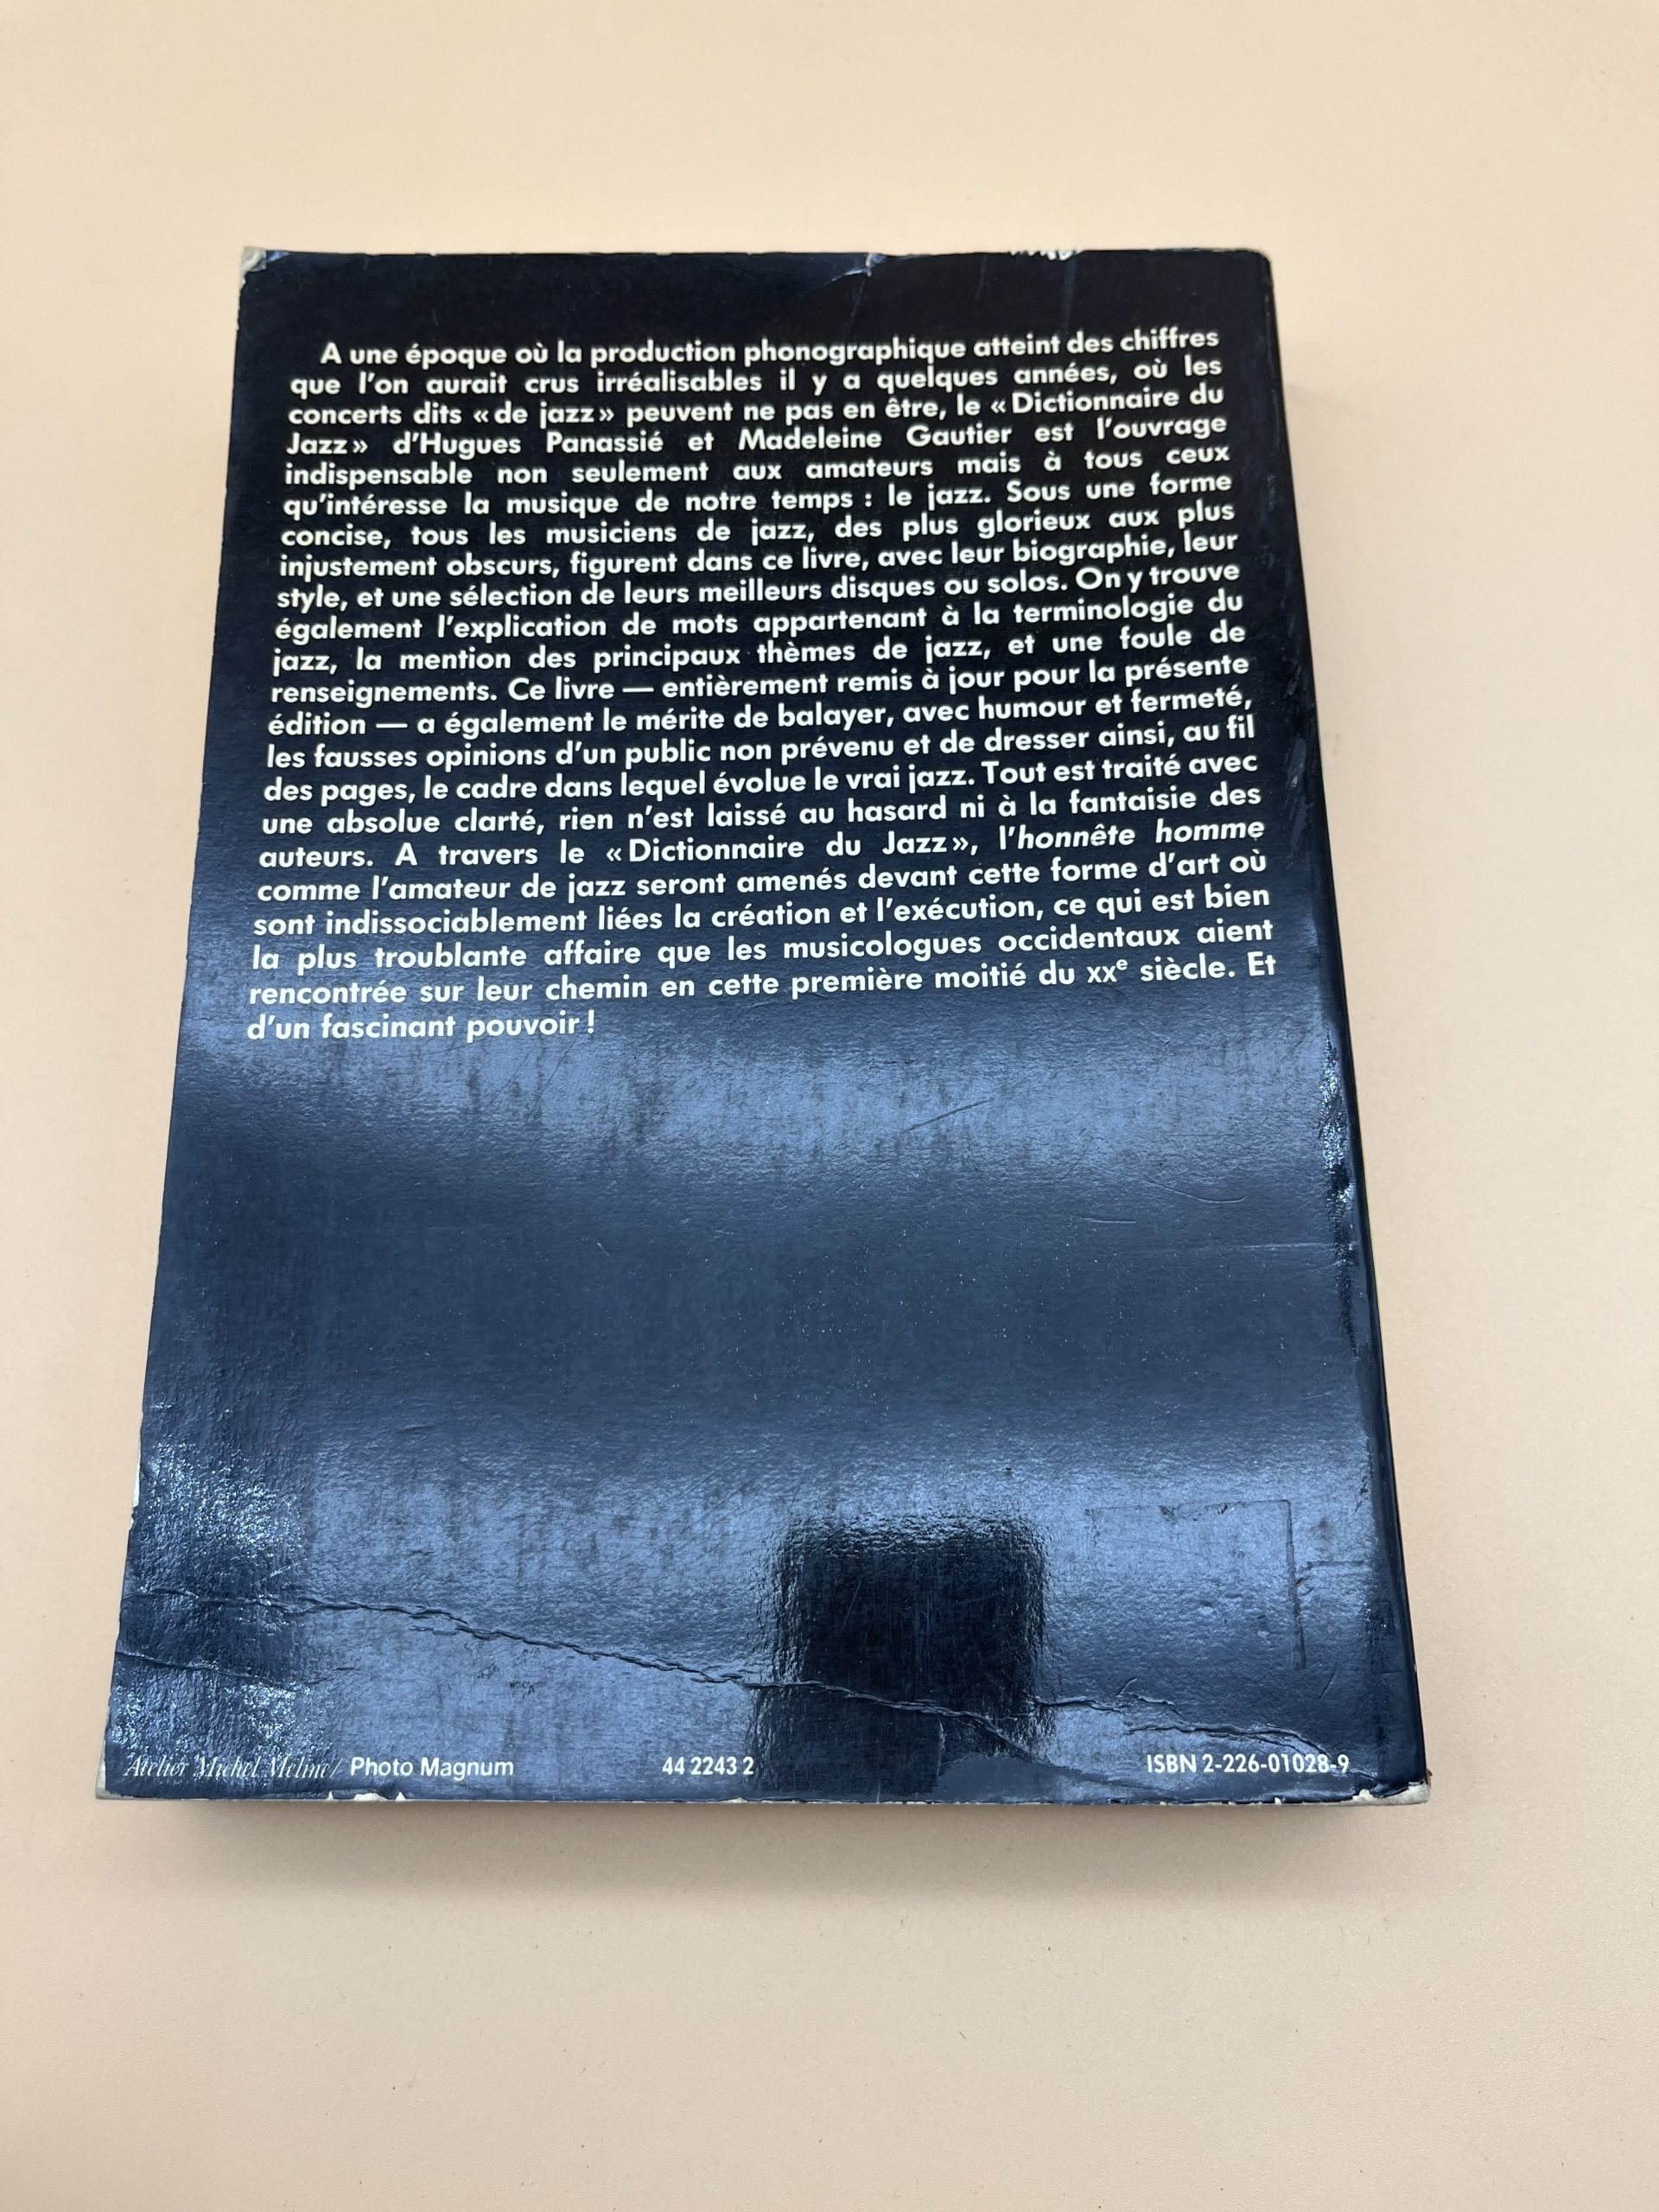 A une époque où la production phonographique atteint des chiffres
que l'on aurait crus irréalisables il y a quelques années, où les
concerts dits « de jazz » peuvent ne pas en être, le « Dictionnaire du
Jazz » d'Hugues Panassié et Madeleine Gautier est l'ouvrage
indispensable non seulement aux amateurs mais à tous ceux
qu'intéresse la musique de notre temps : le jazz. Sous une forme
concise, tous les musiciens de jazz, des plus glorieux aux plus
injustement obscurs, figurent dans ce livre, avec leur biographie, leur
style, et une sélection de leurs meilleurs disques ou solos. On y trouve
également l'explication de mots appartenant à la terminologie du
jazz, la mention des principaux thèmes de jazz, et une foule de
renseignements. Ce livre — entièrement remis à jour pour la présente
édition — a également le mérite de balayer, avec humour et fermeté,
les fausses opinions d'un public non prévenu et de dresser ainsi, au fil
des pages, le cadre dans lequel évolue le vrai jazz. Tout est traité avec
une absolue clarté, rien n'est laissé au hasard ni à la fantaisie des
auteurs. A travers le « Dictionnaire du Jazz », l'honnête homme
comme l'amateur de jazz seront amenés devant cette forme d'art où
sont indissociablement liées la création et l'exécution, ce qui est bien
la plus troublante affaire que les musicologues occidentaux aient
rencontrée sur leur chemin en cette première moitié du XXe siècle. Et
d'un fascinant pouvoir !
Atelier Michel Méline / Photo Magnum 44 2243 2 ISBN 2-226-01028-9